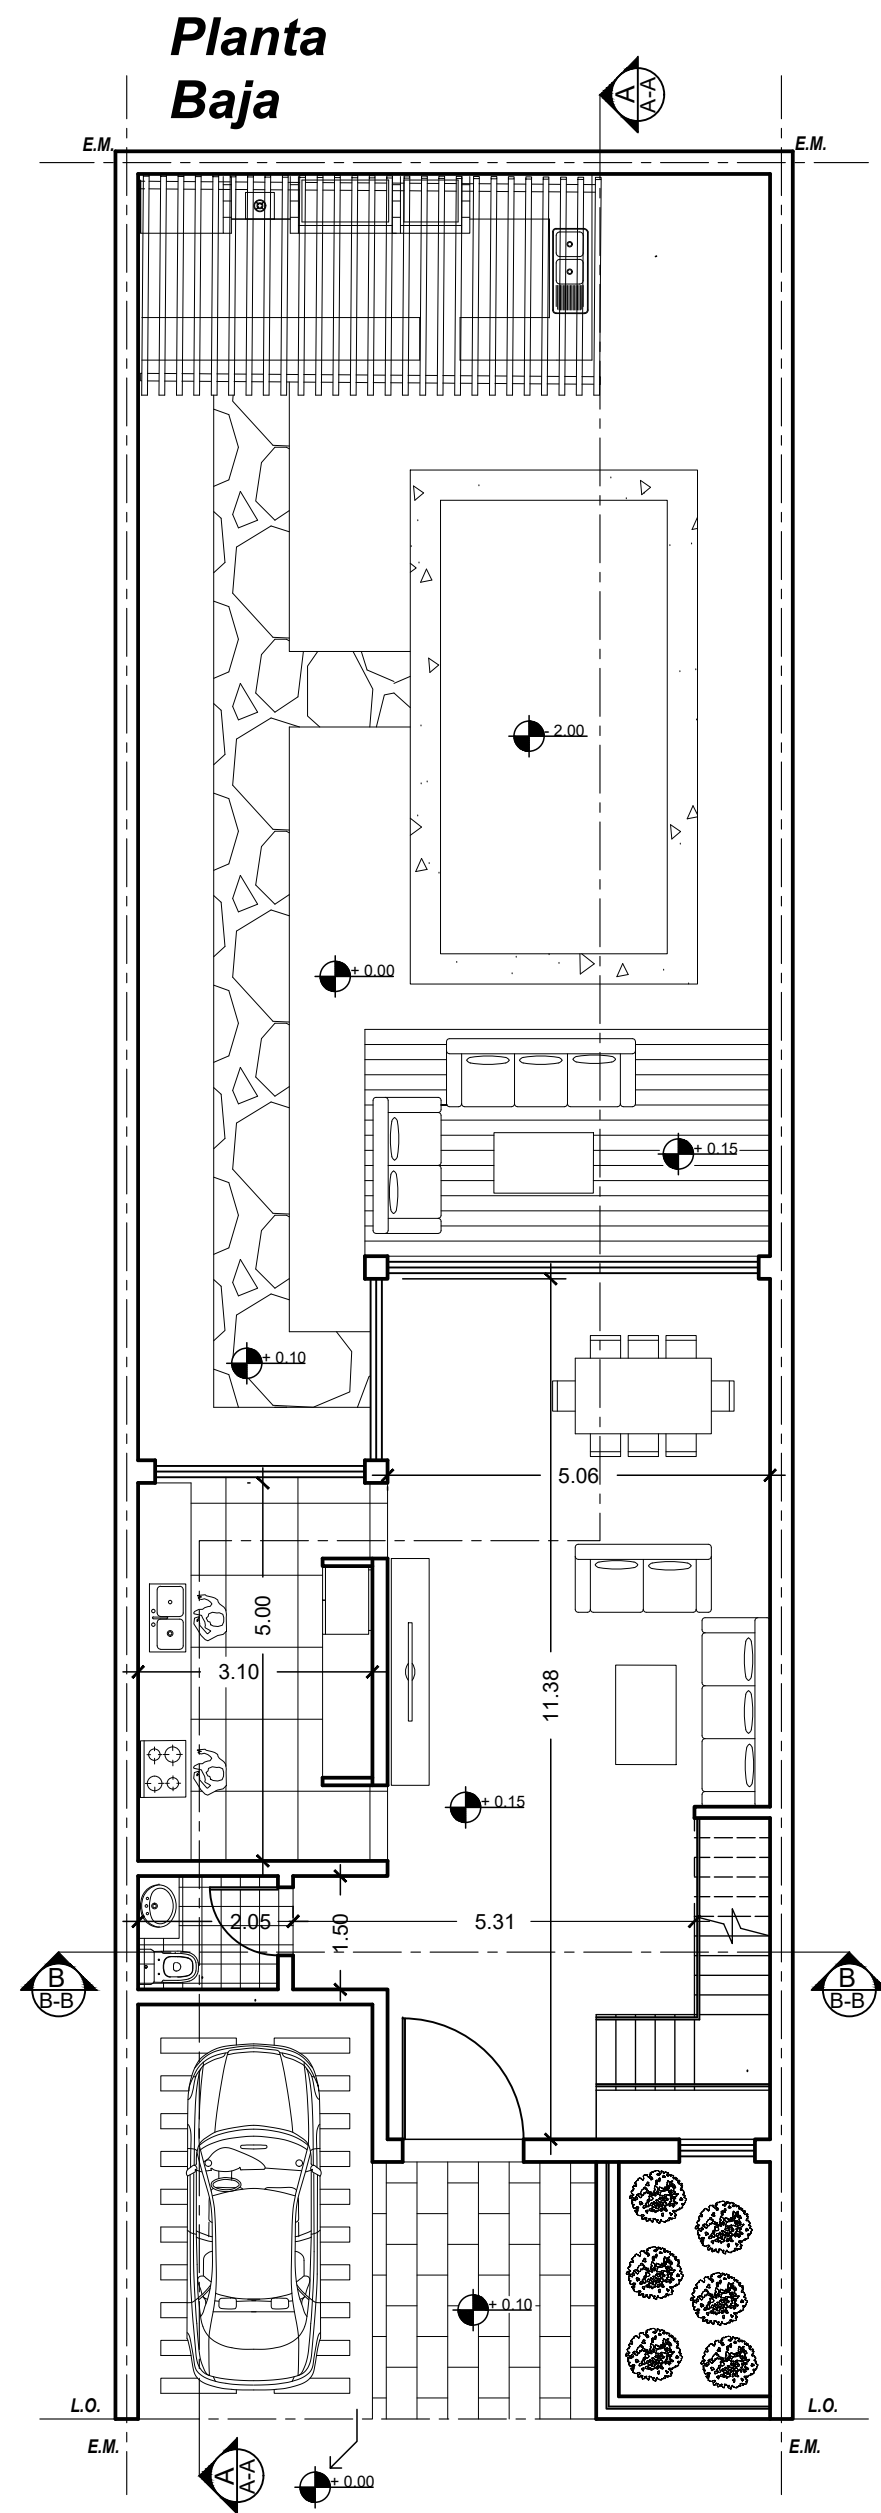 Planta
Baja
A
A-A
E.M.
E.M.
- 2.00
+ 0.00
+ 0.15
+ 0.10
5.06
5.00
3.10
11.38
+ 0.15
2.05
1.50
5.31
B
B-B
B
B-B
+ 0.10
L.O.
L.O.
E.M.
E.M.
A
A-A
+ 0.00